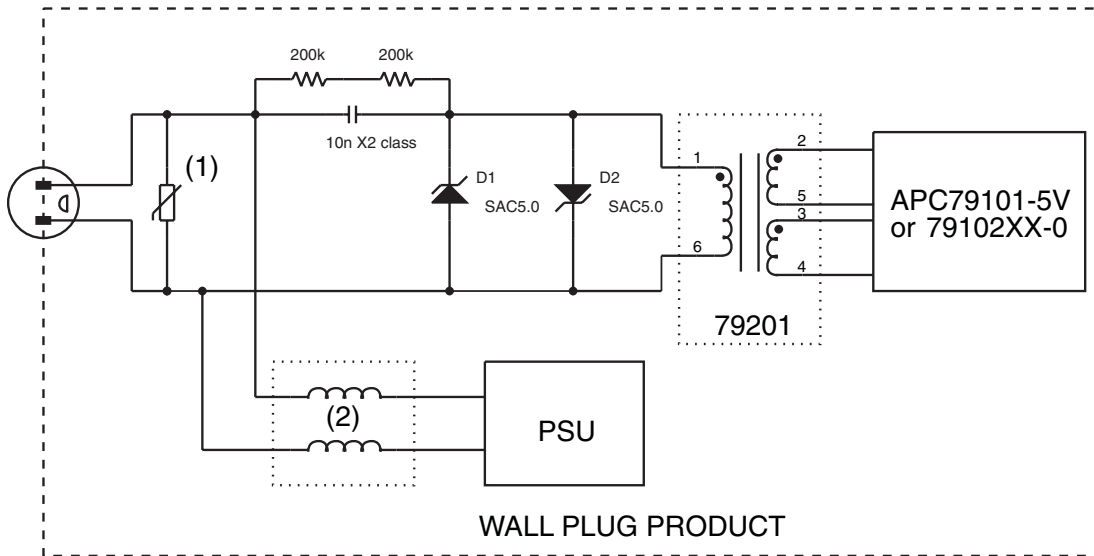 200k 200k
10n X2 class
(1)
D1
SAC5.0
D2
SAC5.0
1
6
2
5
3
4
79201
APC79101-5V
or 79102XX-0
(2)
PSU
WALL PLUG PRODUCT